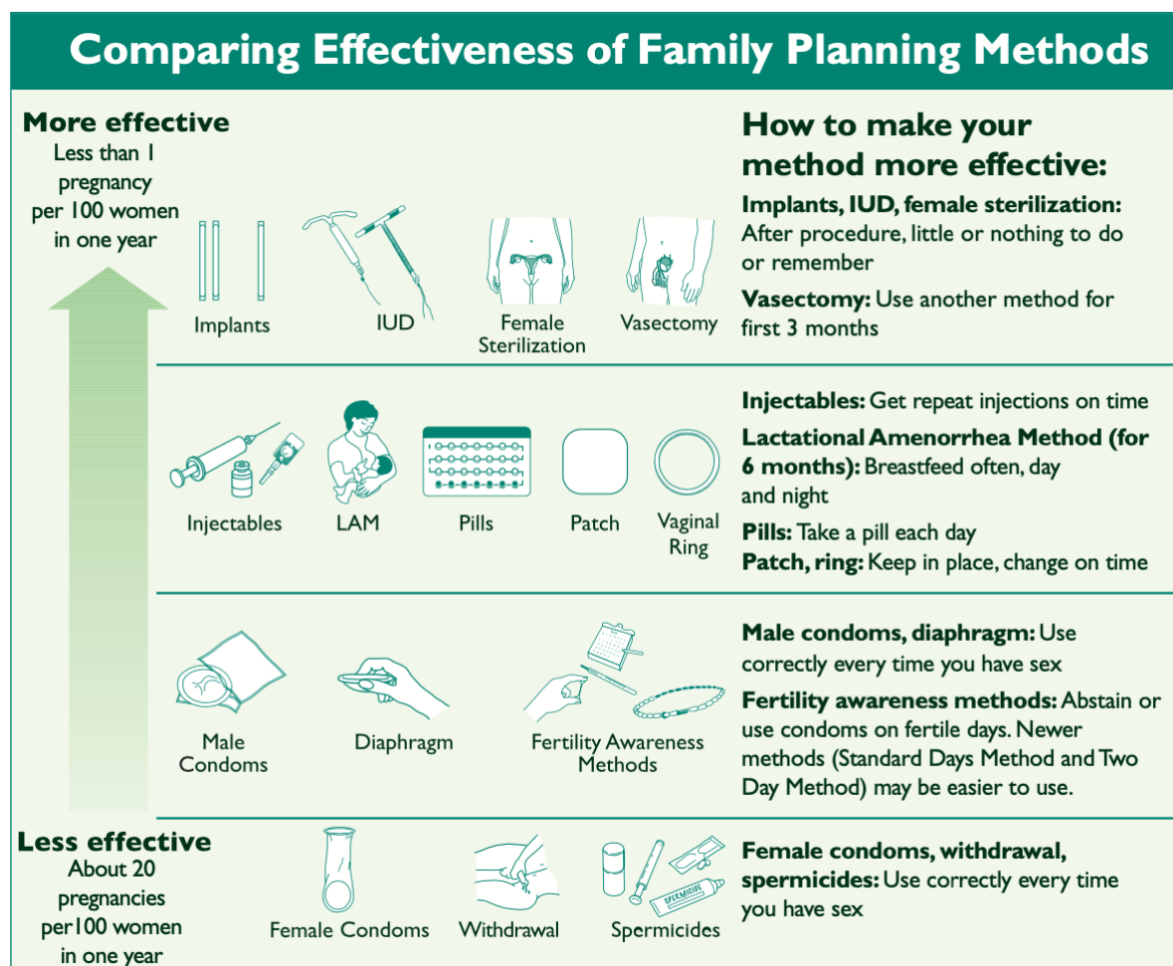 Comparing Effectiveness of Family Planning Methods
More effective
Less than 1
pregnancy
per 100 women
in one year
Implants
IUD
Female
Sterilization
Vasectomy
How to make your
method more effective:
Implants, IUD, female sterilization:
After procedure, little or nothing to do
or remember
Vasectomy: Use another method for
first 3 months
Injectables
LAM
Pills
Patch
Vaginal
Ring
Injectables: Get repeat injections on time
Lactational Amenorrhea Method (for
6 months): Breastfeed often, day
and night
Pills: Take a pill each day
Patch, ring: Keep in place, change on time
Male
Condoms
Diaphragm
Fertility Awareness
Methods
Male condoms, diaphragm: Use
correctly every time you have sex
Fertility awareness methods: Abstain or
use condoms on fertile days. Newer
methods (Standard Days Method and Two
Day Method) may be easier to use.
Less effective
About 20
pregnancies
per100 women
in one year
Female Condoms
Withdrawal
SPERMICIDE
Spermicides
Female condoms, withdrawal,
spermicides: Use correctly every time
you have sex